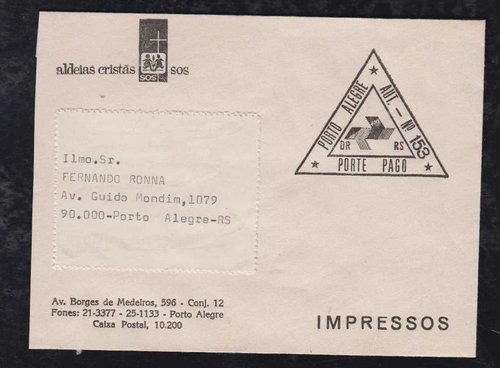 aldeias cristãs SOS sos
PORTO ALEGRE
AUT. - Nº 153
DR RS
PORTE PAGO
Ilmo.Sr.
FERNANDO RONNA
Av. Guido Mondim,1079
90.000-Porto Alegre-RS
Av. Borges de Medeiros, 596 - Conj. 12
Fones: 21-3377 - 25-1133 - Porto Alegre
Caixa Postal, 10.200
IMPRESSOS